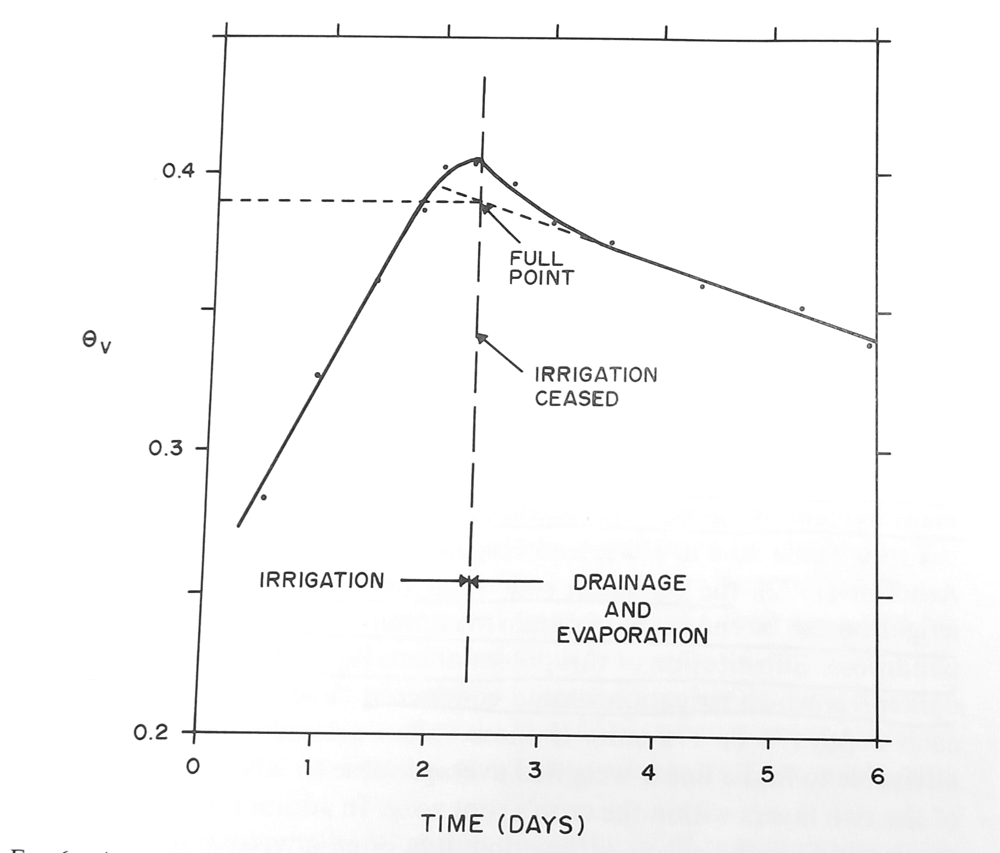 0.4
FULL
POINT
θv
IRRIGATION
CEASED
0.3
IRRIGATION
DRAINAGE
AND
EVAPORATION
0.2
0 1 2 3 4 5 6
TIME (DAYS)